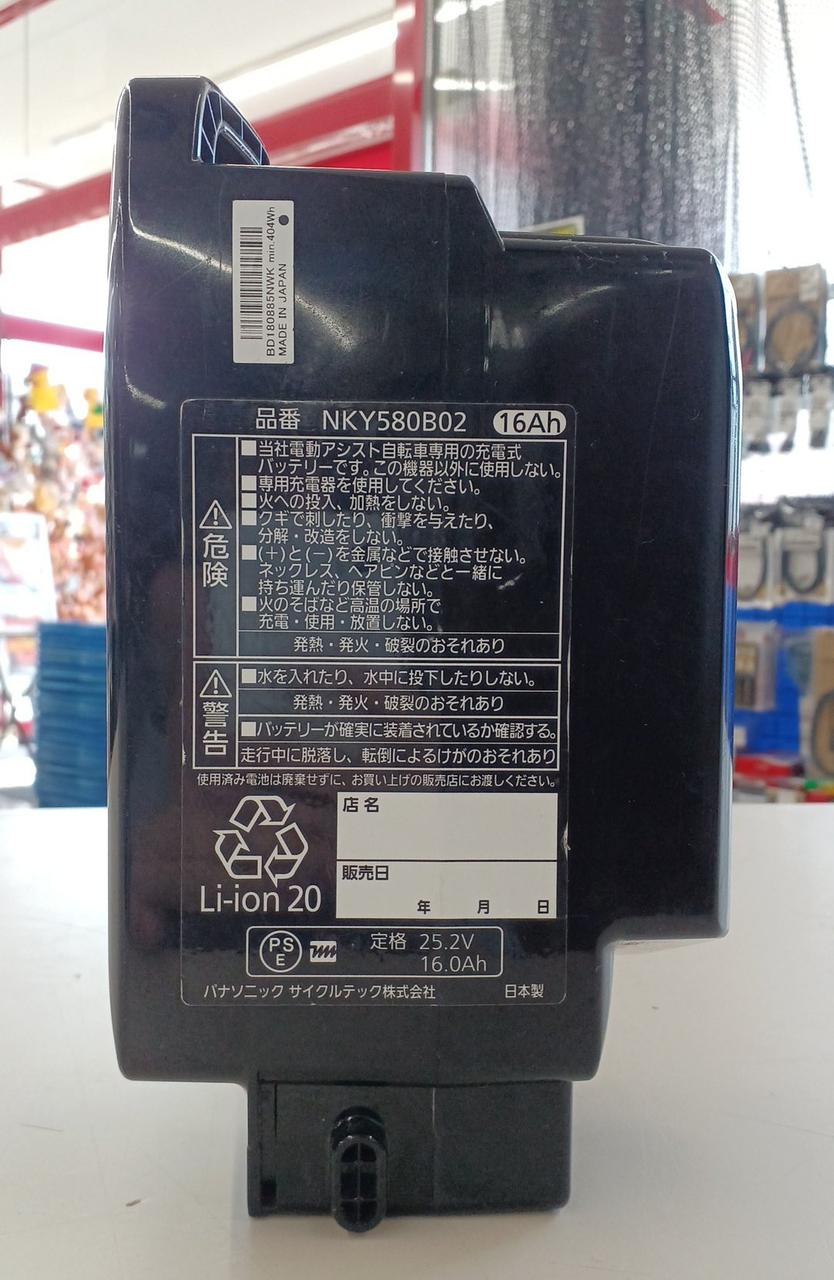 BD180885NWK min.404Wh
MADE IN JAPAN
品番 NKY580B02 16Ah
危険
■当社電動アシスト自転車専用の充電式
バッテリーです。この機器以外に使用しない。
■専用充電器を使用してください。
■火への投入、加熱をしない。
■クギで刺したり、衝撃を与えたり、
分解・改造をしない。
■(+)と(−)を金属などで接触させない。
ネックレス、ヘアピンなどと一緒に
持ち運んだり保管しない。
■火のそばなど高温の場所で
充電・使用・放置しない。
発熱・発火・破裂のおそれあり
警告
■水を入れたり、水中に投下したりしない。
発熱・発火・破裂のおそれあり
■バッテリーが確実に装着されているか確認する。
走行中に脱落し、転倒によるけがのおそれあり
使用済み電池は廃棄せずに、お買い上げの販売店にお渡しください。
店名
販売日
年 月 日
Li-ion 20
PS
E
定格 25.2V
16.0Ah
パナソニック サイクルテック株式会社 日本製